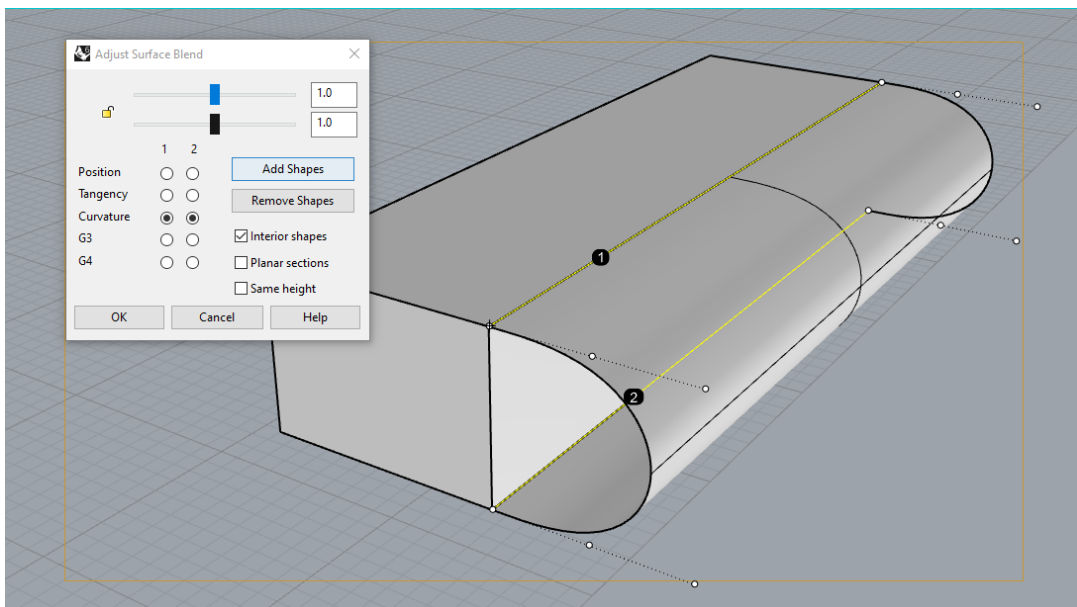 Adjust Surface Blend
1.0
1.0
1 2
Position
Tangency
Curvature
G3
G4
Add Shapes
Remove Shapes
Interior shapes
Planar sections
Same height
OK Cancel Help
1
2